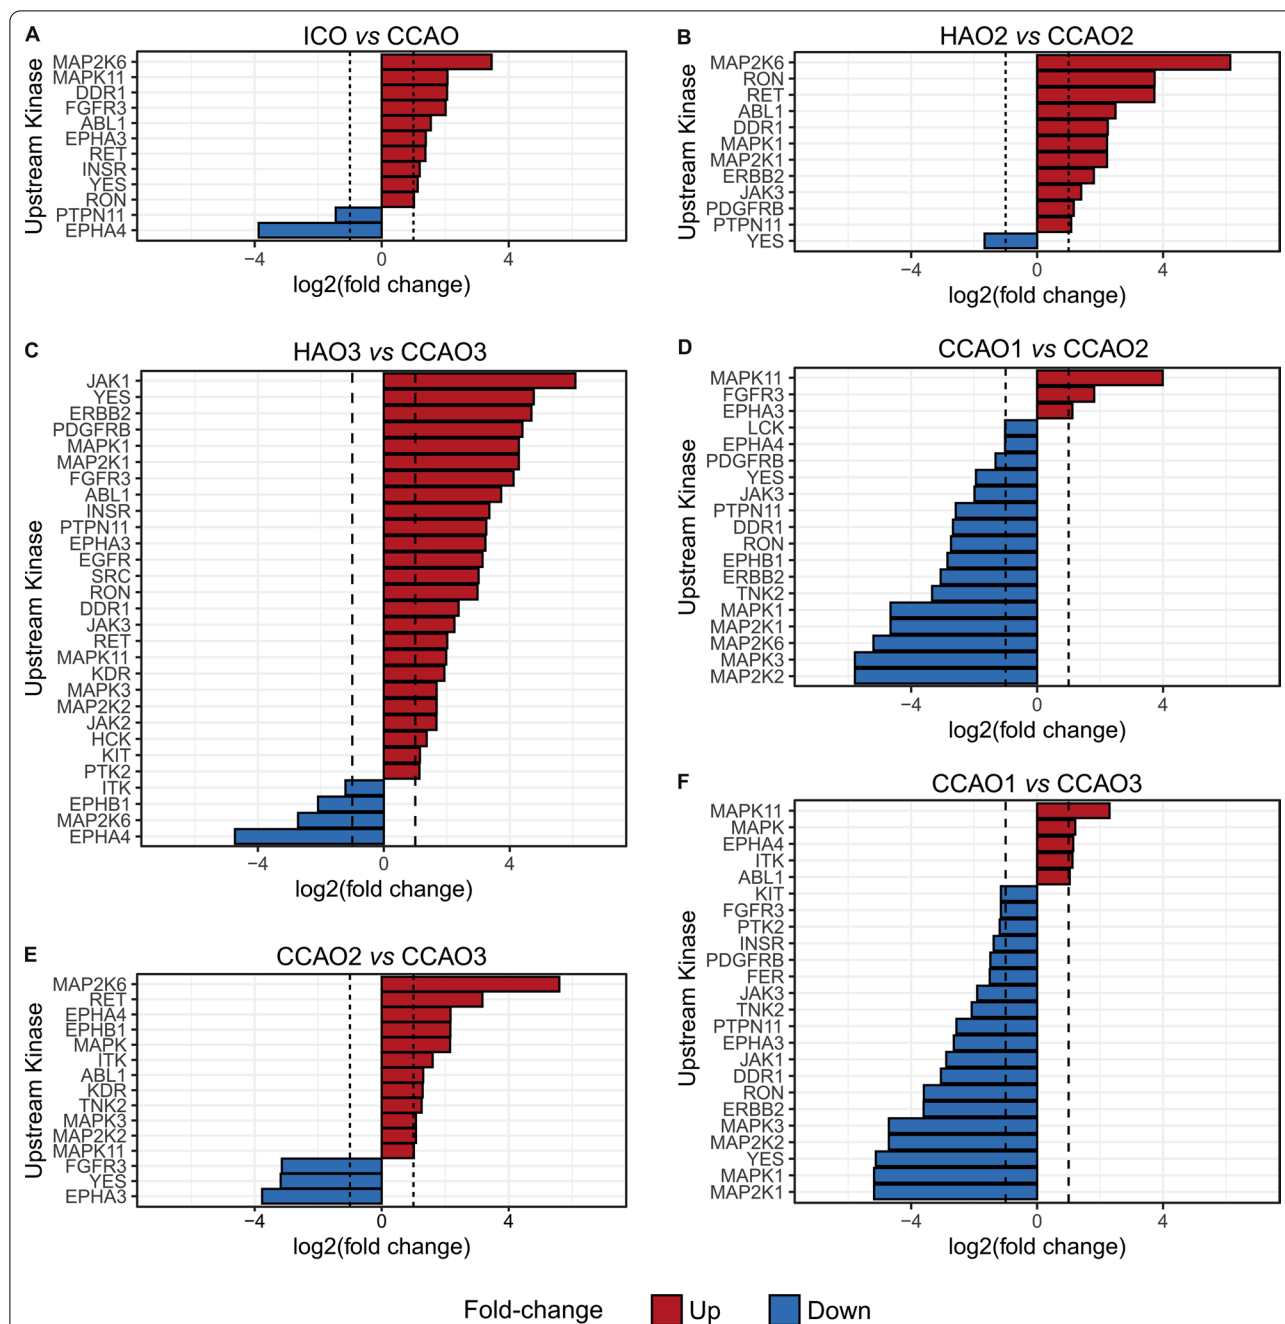 A
ICO vs CCAO
Upstream Kinase
MAP2K6
MAPK11
DDR1
FGFR3
ABL1
EPHA3
RET
INSR
YES
RON
PTPN11
EPHA4
−4 0 4
log2(fold change)
B
HAO2 vs CCAO2
Upstream Kinase
MAP2K6
RON
RET
ABL1
DDR1
MAPK1
MAP2K1
ERBB2
JAK3
PDGFRB
PTPN11
YES
−4 0 4
log2(fold change)
C
HAO3 vs CCAO3
Upstream Kinase
JAK1
YES
ERBB2
PDGFRB
MAPK1
MAP2K1
FGFR3
ABL1
INSR
PTPN11
EPHA3
EGFR
SRC
RON
DDR1
JAK3
RET
MAPK11
KDR
MAPK3
MAP2K2
JAK2
HCK
KIT
PTK2
ITK
EPHB1
MAP2K6
EPHA4
−4 0 4
log2(fold change)
D
CCAO1 vs CCAO2
Upstream Kinase
MAPK11
FGFR3
EPHA3
LCK
EPHA4
PDGFRB
YES
JAK3
PTPN11
DDR1
RON
EPHB1
ERBB2
TNK2
MAPK1
MAP2K1
MAP2K6
MAPK3
MAP2K2
−4 0 4
log2(fold change)
E
CCAO2 vs CCAO3
Upstream Kinase
MAP2K6
RET
EPHA4
EPHB1
MAPK
ITK
ABL1
KDR
TNK2
MAPK3
MAP2K2
MAPK11
FGFR3
YES
EPHA3
−4 0 4
log2(fold change)
F
CCAO1 vs CCAO3
Upstream Kinase
MAPK11
MAPK
EPHA4
ITK
ABL1
KIT
FGFR3
PTK2
INSR
PDGFRB
FER
JAK3
TNK2
PTPN11
EPHA3
JAK1
DDR1
RON
ERBB2
MAPK3
MAP2K2
YES
MAPK1
MAP2K1
−4 0 4
log2(fold change)
Fold-change Up Down